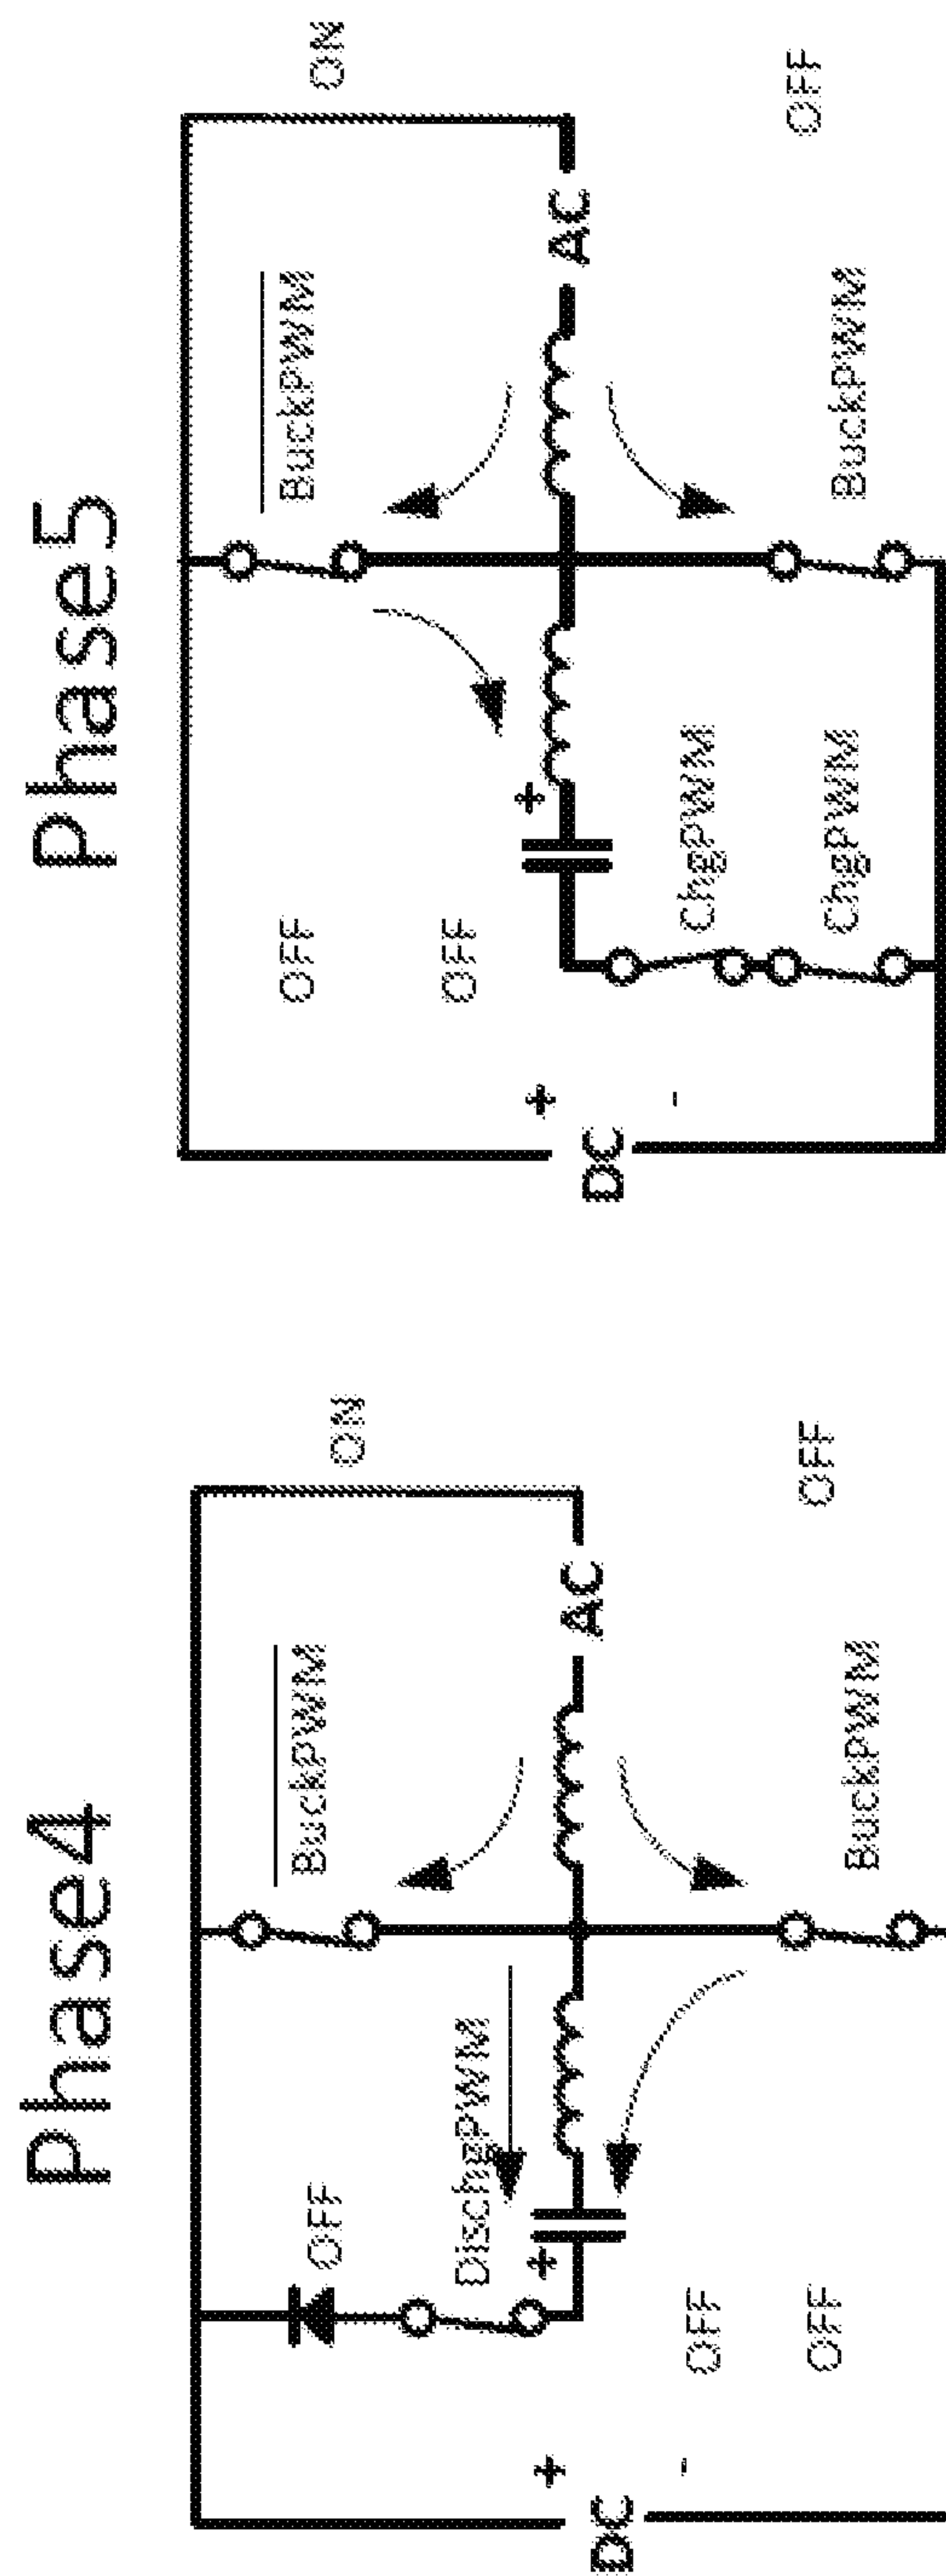 Phase4
BuckPWM
ON
OFF
DischgPWM
+
+
DC
-
AC
OFF
OFF
BuckPWM
OFF
Phase5
BuckPWM
ON
OFF
OFF
+
+
DC
-
AC
ChgPWM
ChgPWM
BuckPWM
OFF